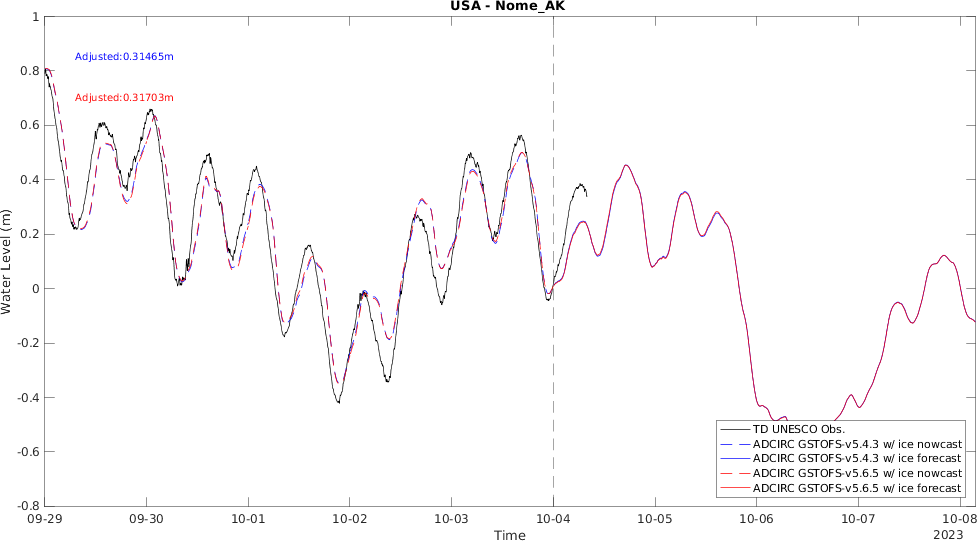 USA - Nome_AK
Adjusted:0.31465m
Adjusted:0.31703m
Water Level (m)
1
0.8
0.6
0.4
0.2
0
-0.2
-0.4
-0.6
-0.8
TD UNESCO Obs.
ADCIRC GSTOFS-v5.4.3 w/ ice nowcast
ADCIRC GSTOFS-v5.4.3 w/ ice forecast
ADCIRC GSTOFS-v5.6.5 w/ ice nowcast
ADCIRC GSTOFS-v5.6.5 w/ ice forecast
09-29 09-30 10-01 10-02 10-03 10-04 10-05 10-06 10-07 10-08
Time
2023